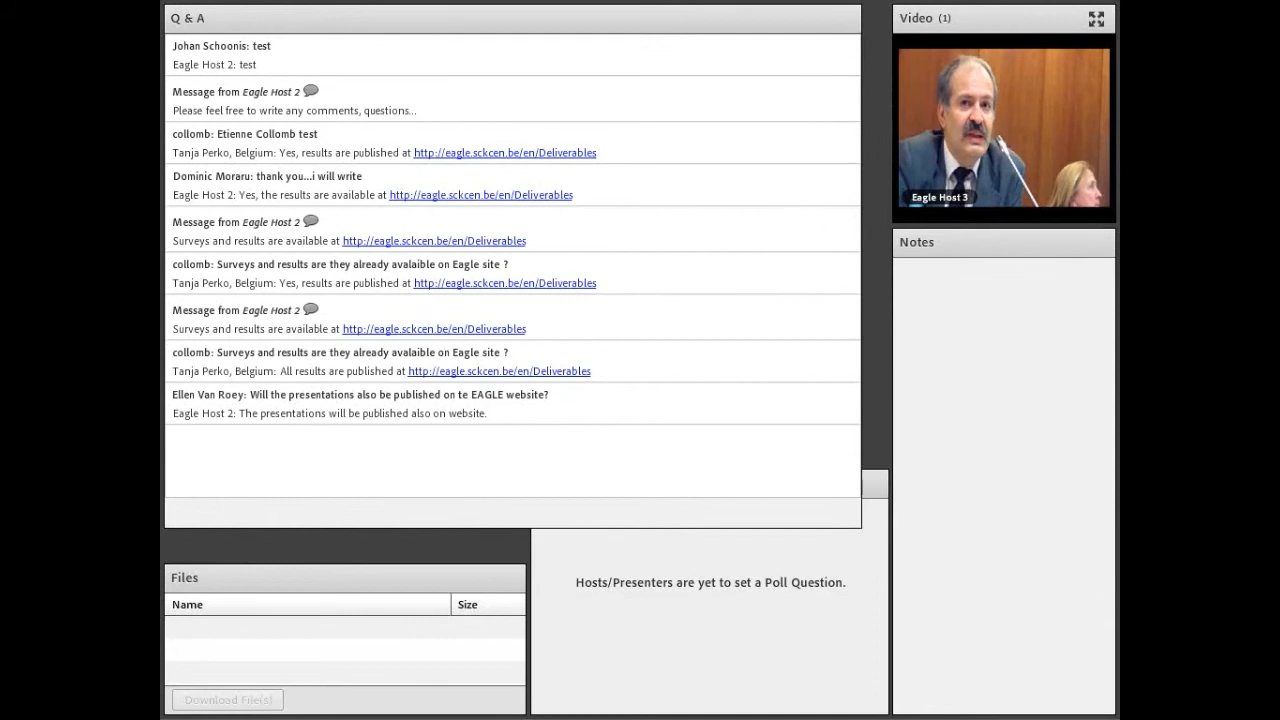 Q & A
Johan Schoonis: test
Eagle Host 2: test
Message from Eagle Host 2
Please feel free to write any comments, questions...
collomb: Etienne Collomb test
Tanja Perko, Belgium: Yes, results are published at http://eagle.sckcen.be/en/Deliverables
Dominic Moraru: thank you...i will write
Eagle Host 2: Yes, the results are available at http://eagle.sckcen.be/en/Deliverables
Message from Eagle Host 2
Surveys and results are available at http://eagle.sckcen.be/en/Deliverables
collomb: Surveys and results are they already avalaible on Eagle site ?
Tanja Perko, Belgium: Yes, results are published at http://eagle.sckcen.be/en/Deliverables
Message from Eagle Host 2
Surveys and results are available at http://eagle.sckcen.be/en/Deliverables
collomb: Surveys and results are they already avalaible on Eagle site ?
Tanja Perko, Belgium: All results are published at http://eagle.sckcen.be/en/Deliverables
Ellen Van Roey: Will the presentations also be published on te EAGLE website?
Eagle Host 2: The presentations will be published also on website.
Hosts/Presenters are yet to set a Poll Question.
Files
Name Size
Download File(s)
Video (1)
Eagle Host 3
Notes